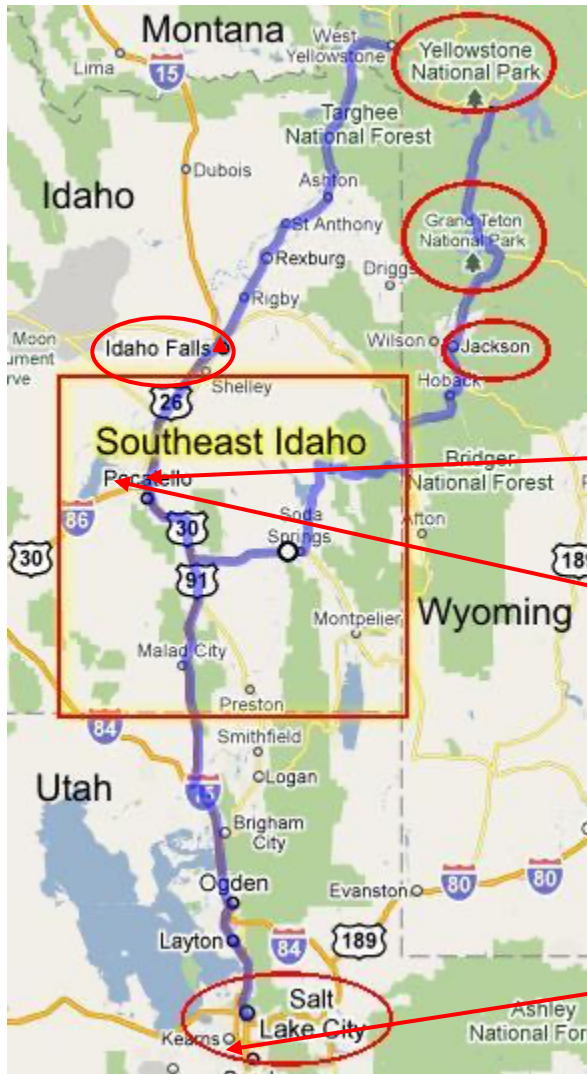 Montana
West
Yellowstone
Yellowstone
National Park
Lima
15
Targhee
National Forest
Dubois
Idaho
Ashton
St Anthony
Grand Teton
National Park
Rexburg
Driggs
Rigby
Moon
ument
rve
Idaho Falls
Wilson
Jackson
Shelley
Hoback
26
Southeast Idaho
Bridger
National Forest
Pocatello
86
30
Soda
Springs
Afton
30
91
189
Montpelier
Wyoming
Malad City
Preston
84
Smithfield
Logan
Utah
15
Brigham
City
Ogden
Evanston
80
80
Layton
84
189
Salt
Lake City
Kearns
Ashley
National For